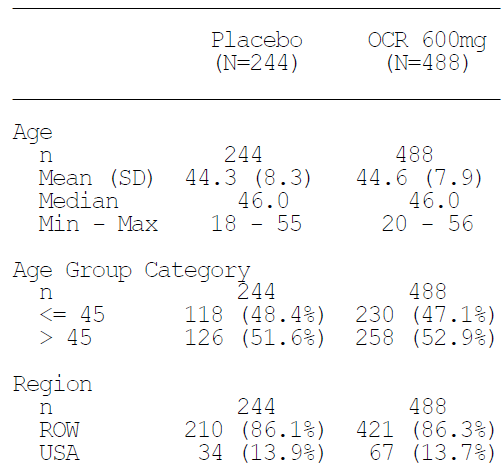 Placebo OCR 600mg
(N=244) (N=488)
Age
n 244 488
Mean (SD) 44.3 (8.3) 44.6 (7.9)
Median 46.0 46.0
Min - Max 18 - 55 20 - 56
Age Group Category
n 244 488
<= 45 118 (48.4%) 230 (47.1%)
> 45 126 (51.6%) 258 (52.9%)
Region
n 244 488
ROW 210 (86.1%) 421 (86.3%)
USA 34 (13.9%) 67 (13.7%)